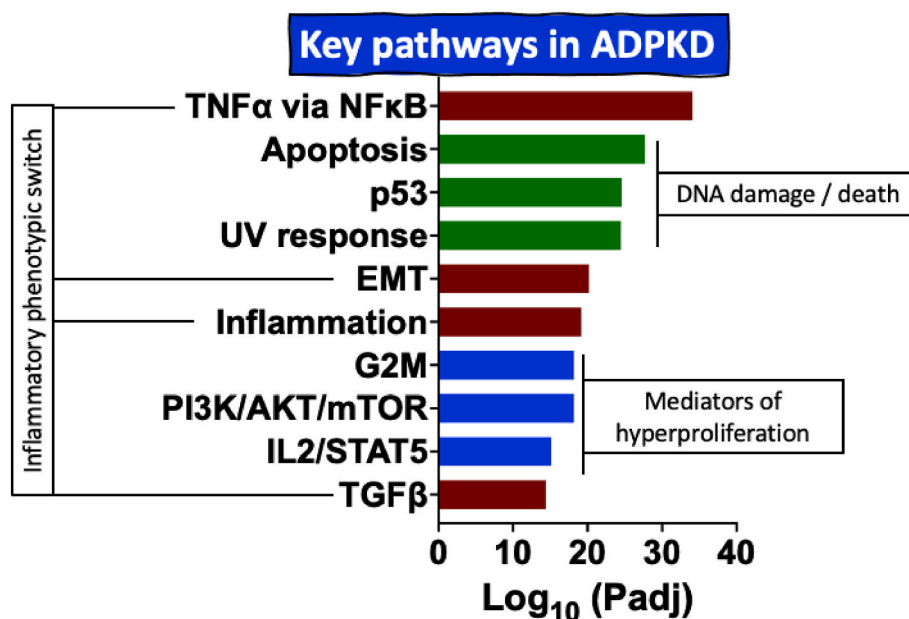 Key pathways in ADPKD
Inflammatory phenotypic switch
TNFα via NFκB
Apoptosis
p53
UV response
EMT
Inflammation
G2M
PI3K/AKT/mTOR
IL2/STAT5
TGFβ
DNA damage / death
Mediators of
hyperproliferation
0 10 20 30 40
Log₁₀ (Padj)